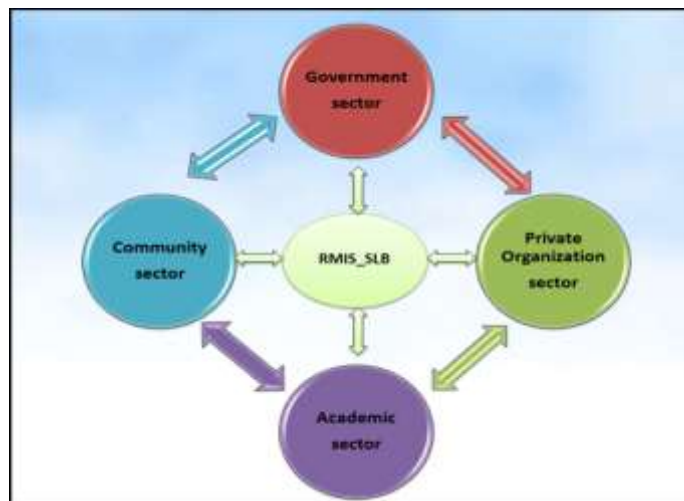 Government
sector
Community
sector
RMIS_SLB
Private
Organization
sector
Academic
sector